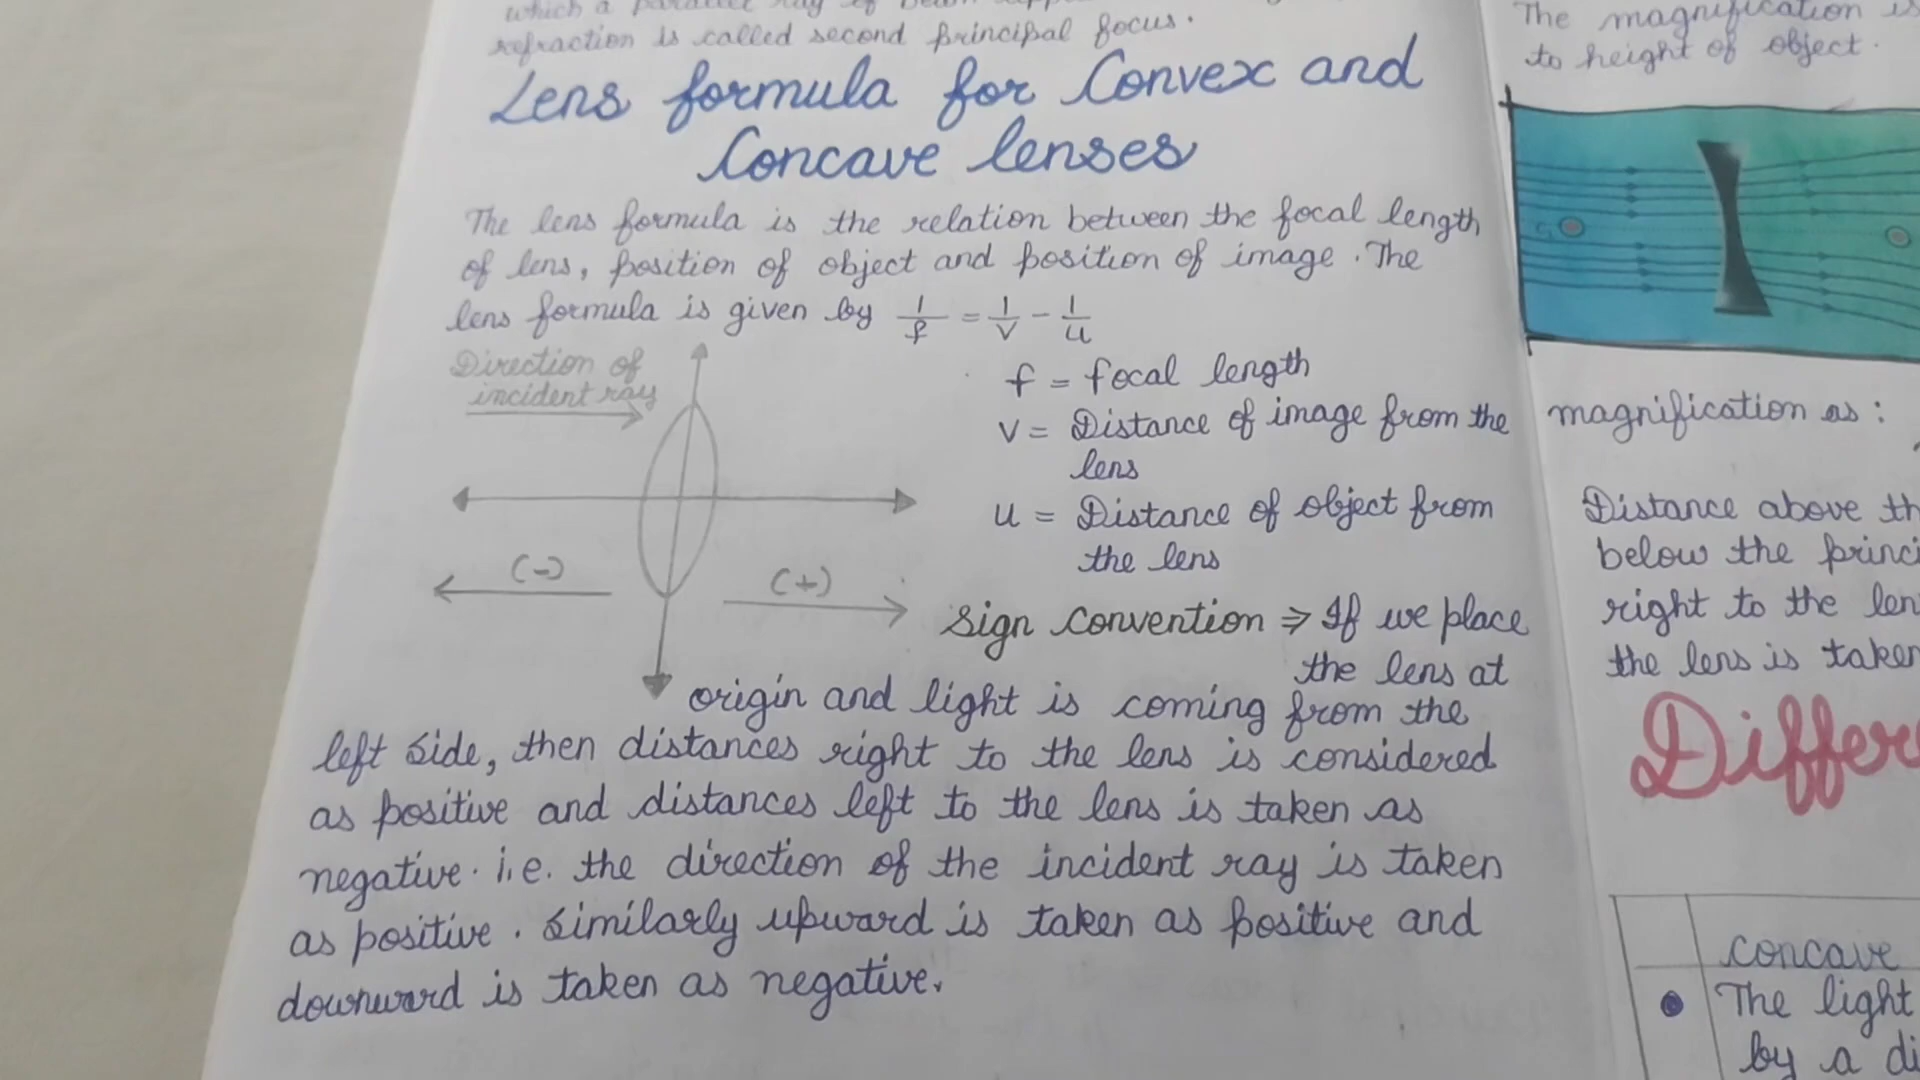 which a parallel ray of
refraction is called second principal focus.
Lens formula for Convex and
Concave lenses
The lens formula is the relation between the focal length
of lens, position of object and position of image. The
lens formula is given by 1/f = 1/v - 1/u
Direction of
incident ray
f = focal length
v = Distance of image from the
lens
u = Distance of object from
the lens
(-)
(+)
Sign convention ⇒ If we place
the lens at
origin and light is coming from the
left side, then distances right to the lens is considered
as positive and distances left to the lens is taken as
negative. i.e. the direction of the incident ray is taken
as positive. Similarly upward is taken as positive and
downward is taken as negative.
The magnification is
to height of object.
magnification as:
Distance above th
below the princi
right to the len
the lens is taken
Differ
concave
The light
by a di